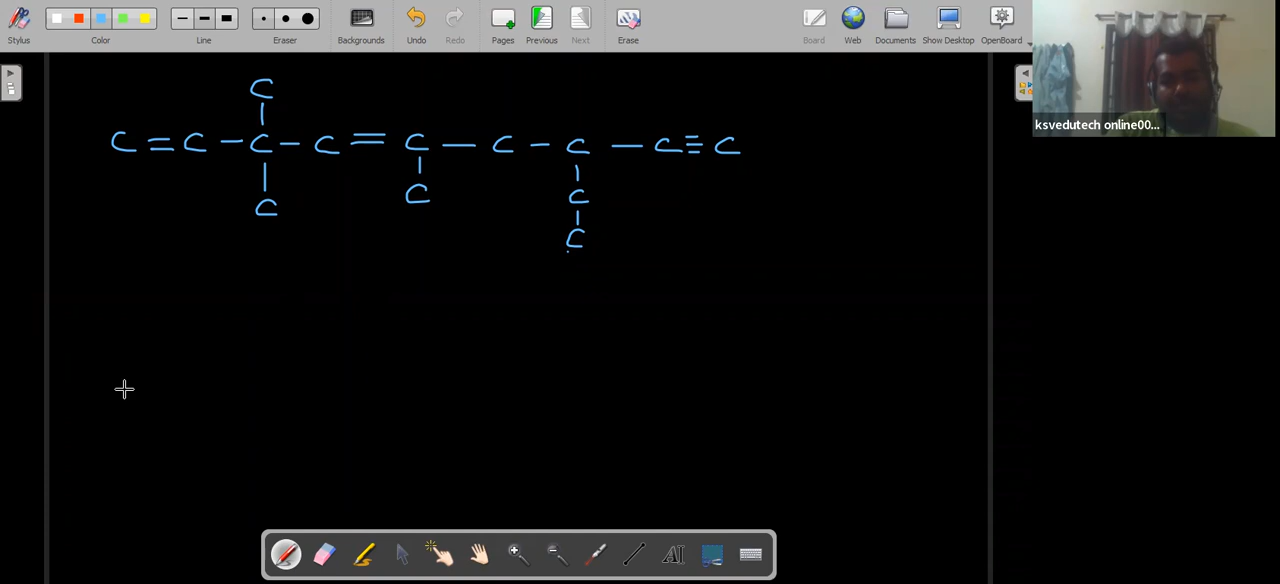 Stylus Color Line Eraser Backgrounds Undo Redo Pages Previous Next Erase Board Web Documents Show Desktop OpenBoard
ksvedutech online00...
C
C = C - C - C = C — C - C — C ≡ C
C C C
C
AI